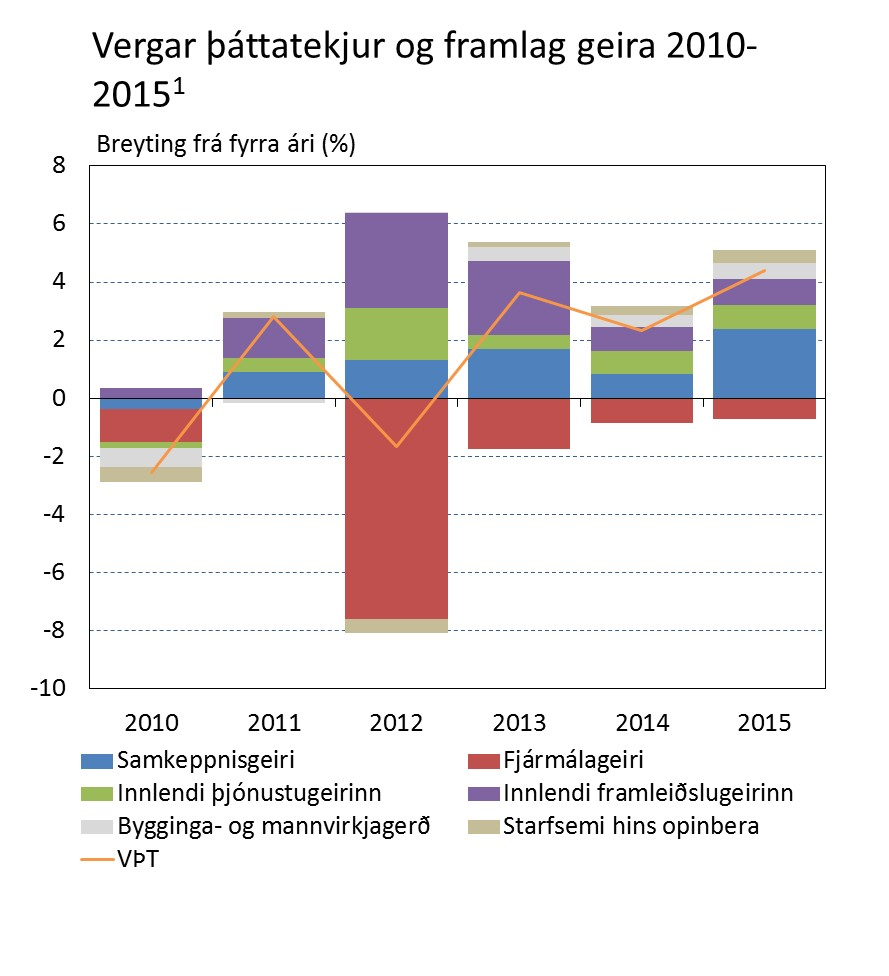 Vergar þáttatekjur og framlag geira 2010-
2015¹
Breyting frá fyrra ári (%)
8
6
4
2
0
-2
-4
-6
-8
-10
2010 2011 2012 2013 2014 2015
Samkeppnisgeiri Fjármálageiri
Innlendi þjónustugeirinn Innlendi framleiðslugeirinn
Bygginga- og mannvirkjagerð Starfsemi hins opinbera
VÞT